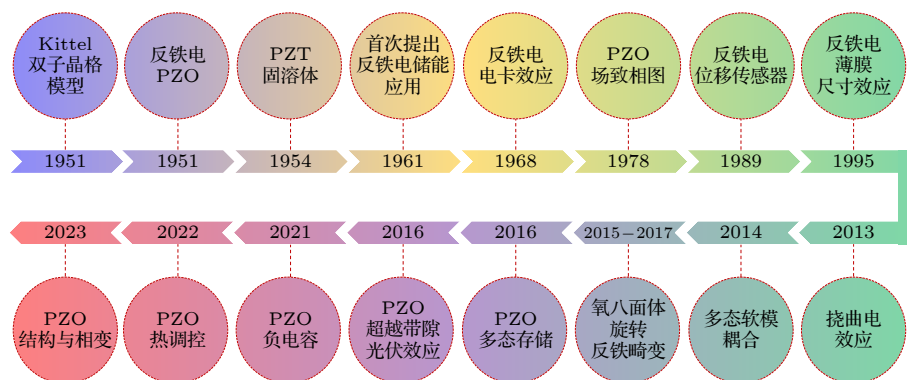 Kittel
双子晶格
模型
反铁电
PZO
PZT
固溶体
首次提出
反铁电储能
应用
反铁电
电卡效应
PZO
场致相图
反铁电
位移传感器
反铁电
薄膜
尺寸效应
1951
1951
1954
1961
1968
1978
1989
1995
2023
2022
2021
2016
2016
2015−2017
2014
2013
PZO
结构与相变
PZO
热调控
PZO
负电容
PZO
超越带隙
光伏效应
PZO
多态存储
氧八面体
旋转
反铁畸变
多态软模
耦合
挠曲电
效应